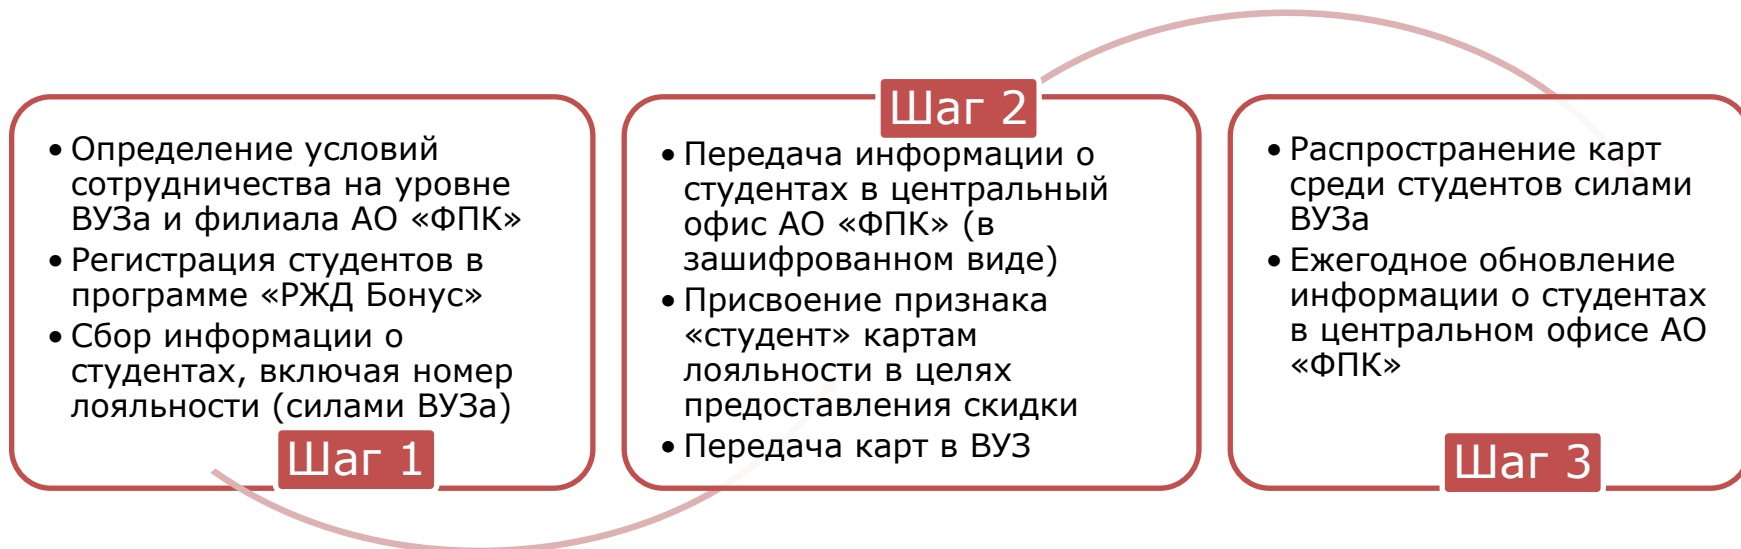 • Определение условий
сотрудничества на уровне
ВУЗа и филиала АО «ФПК»
• Регистрация студентов в
программе «РЖД Бонус»
• Сбор информации о
студентах, включая номер
лояльности (силами ВУЗа)
Шаг 1
Шаг 2
• Передача информации о
студентах в центральный
офис АО «ФПК» (в
зашифрованном виде)
• Присвоение признака
«студент» картам
лояльности в целях
предоставления скидки
• Передача карт в ВУЗ
• Распространение карт
среди студентов силами
ВУЗа
• Ежегодное обновление
информации о студентах
в центральном офисе АО
«ФПК»
Шаг 3